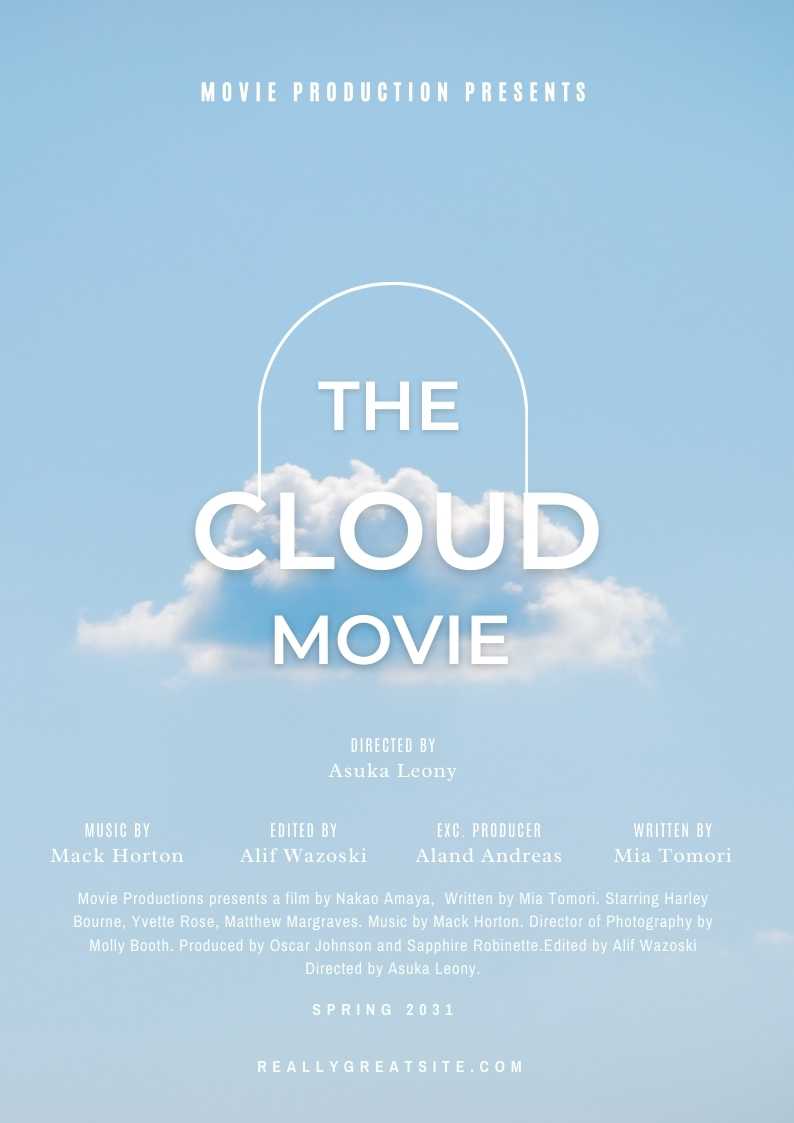 MOVIE PRODUCTION PRESENTS
THE
CLOUD
MOVIE
DIRECTED BY
Asuka Leony
MUSIC BY
Mack Horton
EDITED BY
Alif Wazoski
EXC. PRODUCER
Aland Andreas
WRITTEN BY
Mia Tomori
Movie Productions presents a film by Nakao Amaya,  Written by Mia Tomori. Starring Harley
Bourne, Yvette Rose, Matthew Margraves. Music by Mack Horton. Director of Photography by
Molly Booth. Produced by Oscar Johnson and Sapphire Robinette.Edited by Alif Wazoski
Directed by Asuka Leony.
SPRING 2031
REALLYGREATSITE.COM